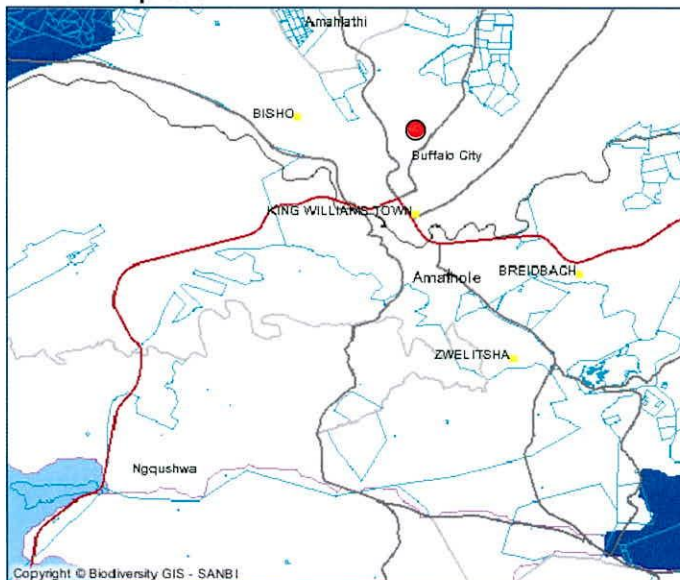 Amahlathi
BISHO
Buffalo City
KING WILLIAMS TOWN
BREIDBACH
Amathole
ZWELITSHA
Ngqushwa
Copyright © Biodiversity GIS - SANBI